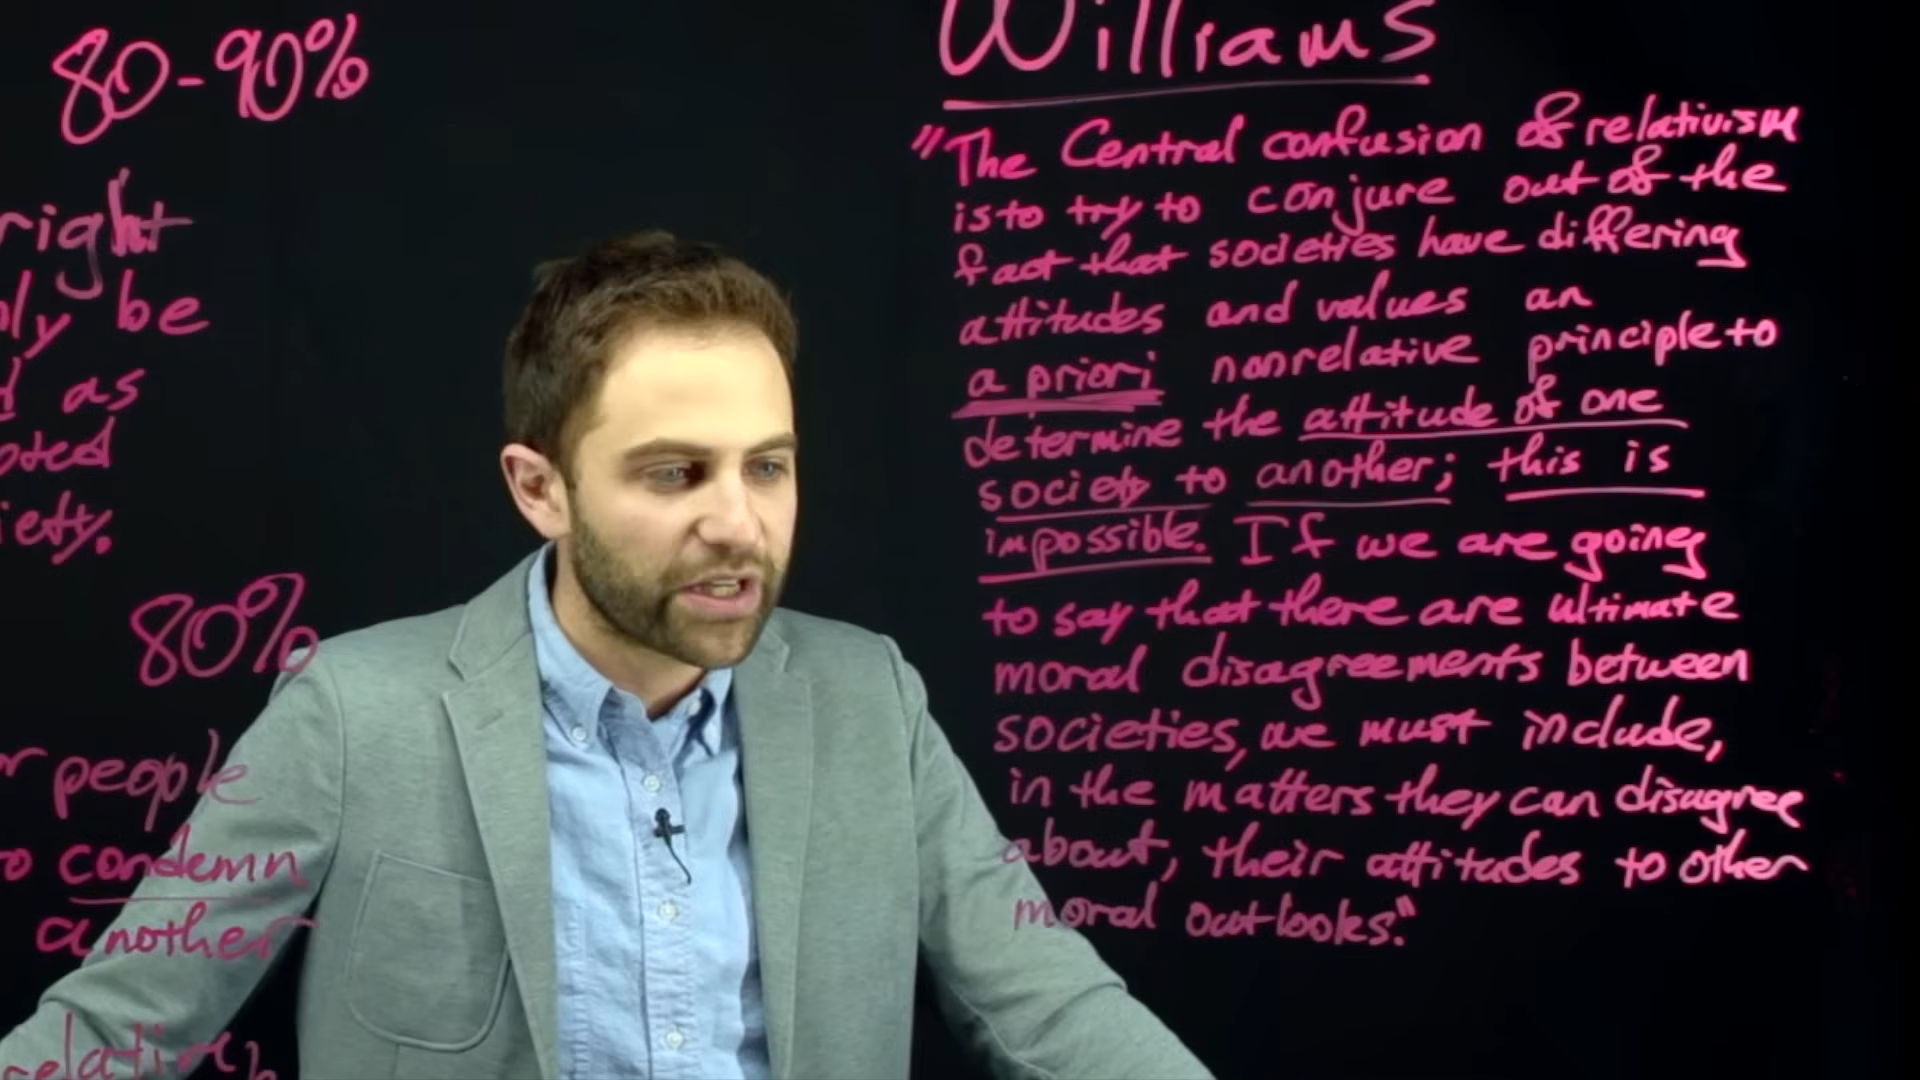 80-90%
right
be
as
80%
people
condemn
another
relative
Williams
"The Central confusion of relativism
is to try to conjure out of the
fact that societies have differing
attitudes and values an
a priori nonrelative principle to
determine the attitude of one
society to another; this is
impossible. If we are going
to say that there are ultimate
moral disagreements between
societies, we must include,
in the matters they can disagree
about, their attitudes to other
moral outlooks."